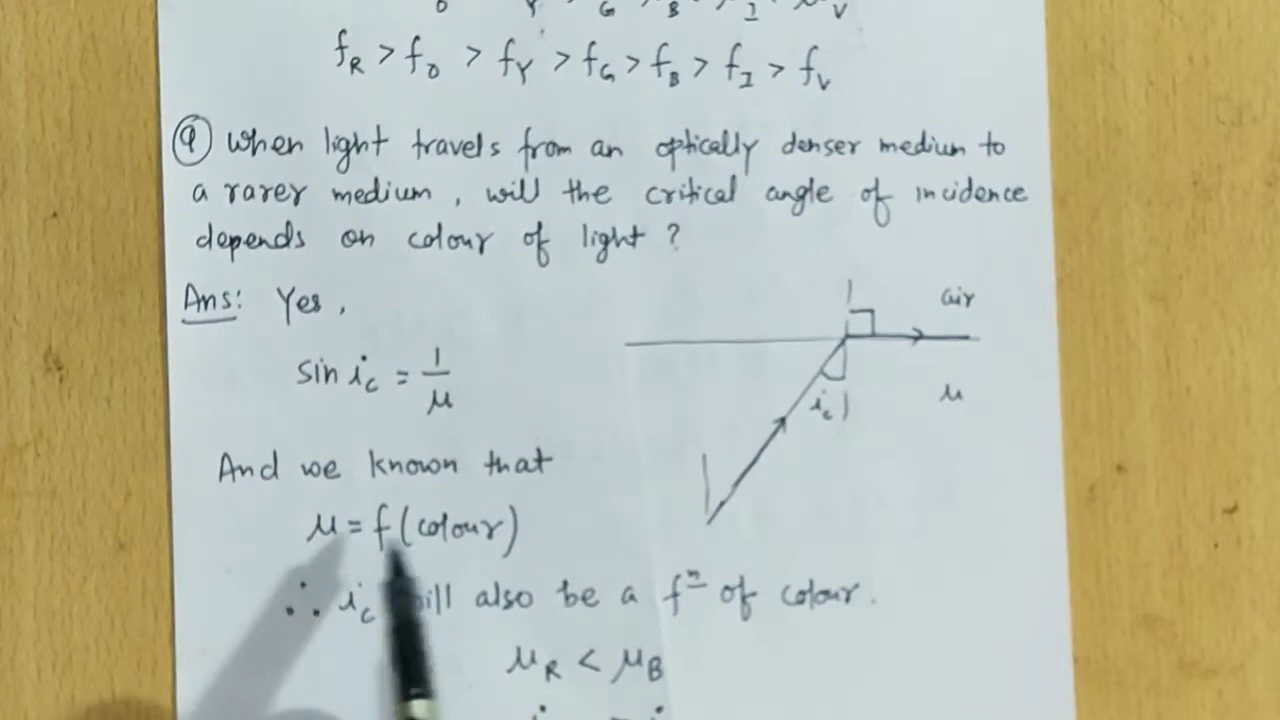 f_R > f_O > f_Y > f_G > f_B > f_I > f_V
(9) When light travels from an optically denser medium to
a rarer medium, will the critical angle of incidence
depends on colour of light ?
Ans: Yes,
air
sin i_c = 1/μ
μ
i_c
And we known that
μ = f(colour)
∴ i_c will also be a fⁿ of colour.
μ_R < μ_B